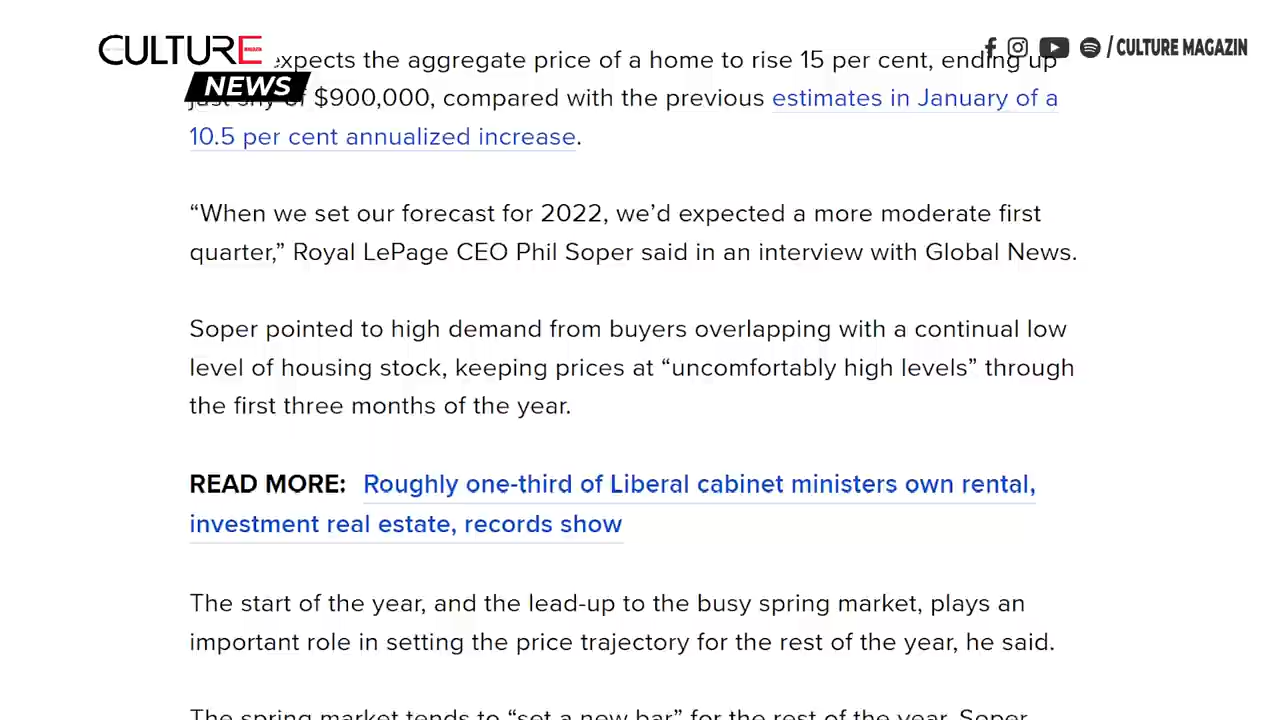 CULTURE
NEWS
/ CULTURE MAGAZIN
expects the aggregate price of a home to rise 15 per cent, ending up
just shy of $900,000, compared with the previous estimates in January of a
10.5 per cent annualized increase.
“When we set our forecast for 2022, we’d expected a more moderate first
quarter,” Royal LePage CEO Phil Soper said in an interview with Global News.
Soper pointed to high demand from buyers overlapping with a continual low
level of housing stock, keeping prices at “uncomfortably high levels” through
the first three months of the year.
READ MORE: Roughly one-third of Liberal cabinet ministers own rental,
investment real estate, records show
The start of the year, and the lead-up to the busy spring market, plays an
important role in setting the price trajectory for the rest of the year, he said.
The spring market tends to “set a new bar” for the rest of the year, Soper